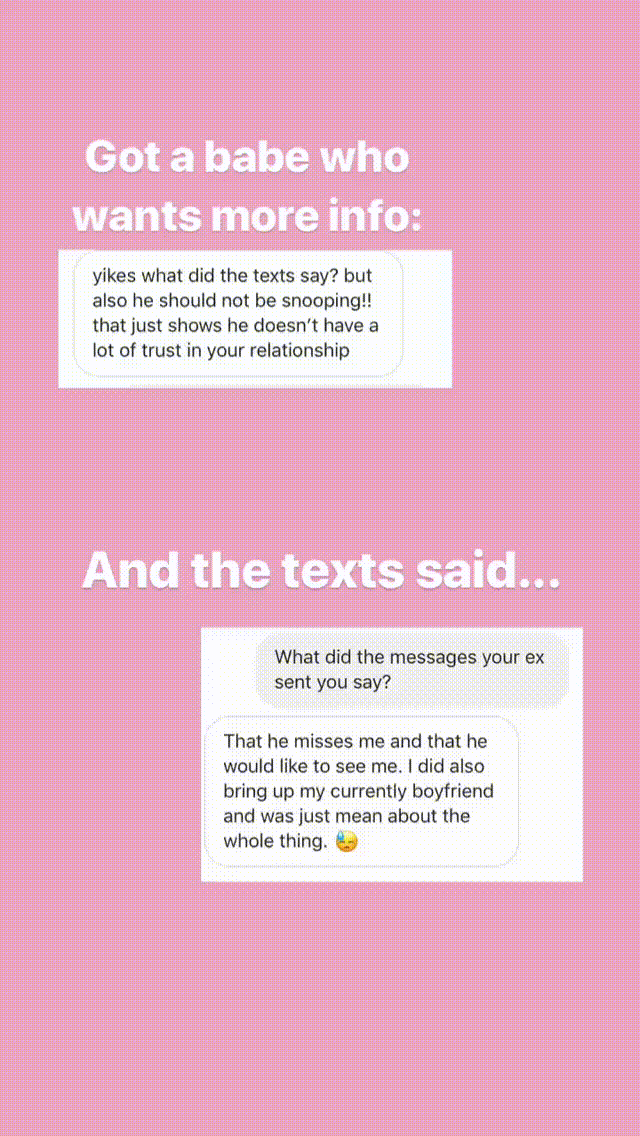 Got a babe who
wants more info:
yikes what did the texts say? but
also he should not be snooping!!
that just shows he doesn’t have a
lot of trust in your relationship
And the texts said...
What did the messages your ex
sent you say?
That he misses me and that he
would like to see me. I did also
bring up my currently boyfriend
and was just mean about the
whole thing. 😓